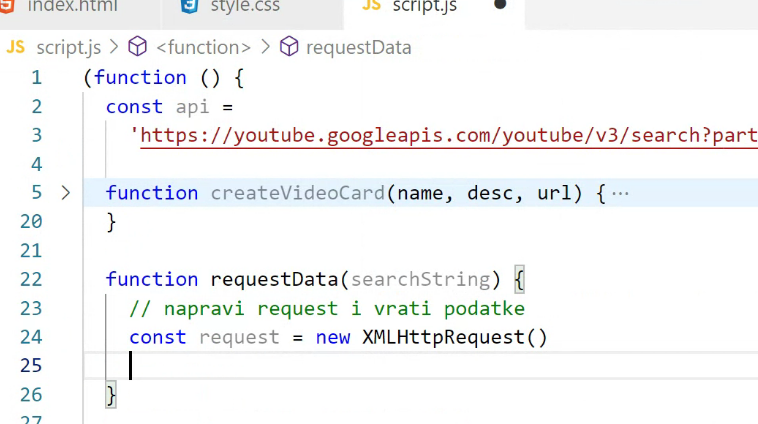 index.html style.css JS script.js
JS script.js > <function> > requestData
1 (function () {
2 const api =
3 'https://youtube.googleapis.com/youtube/v3/search?part
4
5 function createVideoCard(name, desc, url) { ···
20 }
21
22 function requestData(searchString) {
23 // napravi request i vrati podatke
24 const request = new XMLHttpRequest()
25
26 }
27